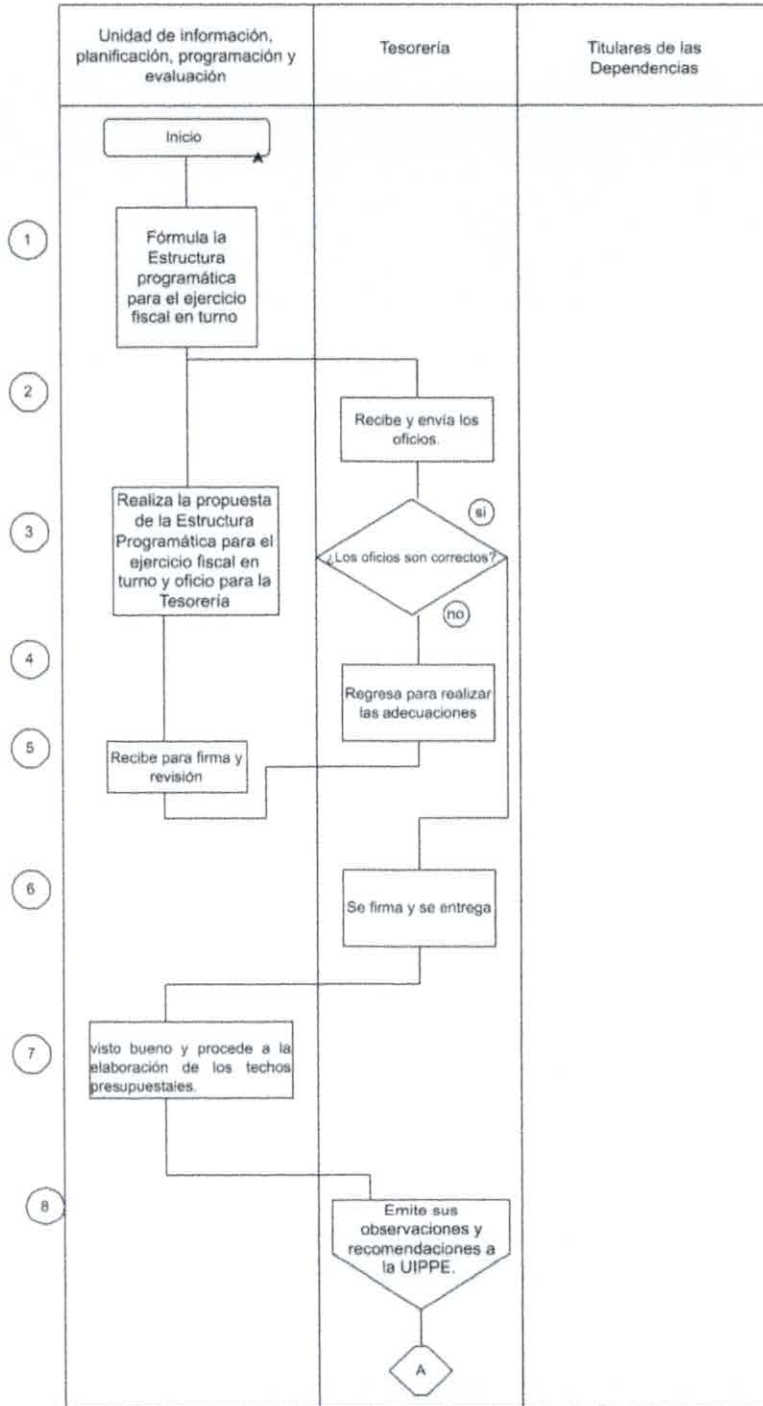 Unidad de información,
planificación, programación y
evaluación
Tesorería
Titulares de las
Dependencias
Inicio
1
Fórmula la
Estructura
programática
para el ejercicio
fiscal en turno
2
Recibe y envía los
oficios.
3
Realiza la propuesta
de la Estructura
Programática para el
ejercicio fiscal en
turno y oficio para la
Tesorería
si
¿Los oficios son correctos?
no
4
Regresa para realizar
las adecuaciones
5
Recibe para firma y
revisión
6
Se firma y se entrega
7
visto bueno y procede a la
elaboración de los techos
presupuestales.
8
Emite sus
observaciones y
recomendaciones a
la UIPPE.
A